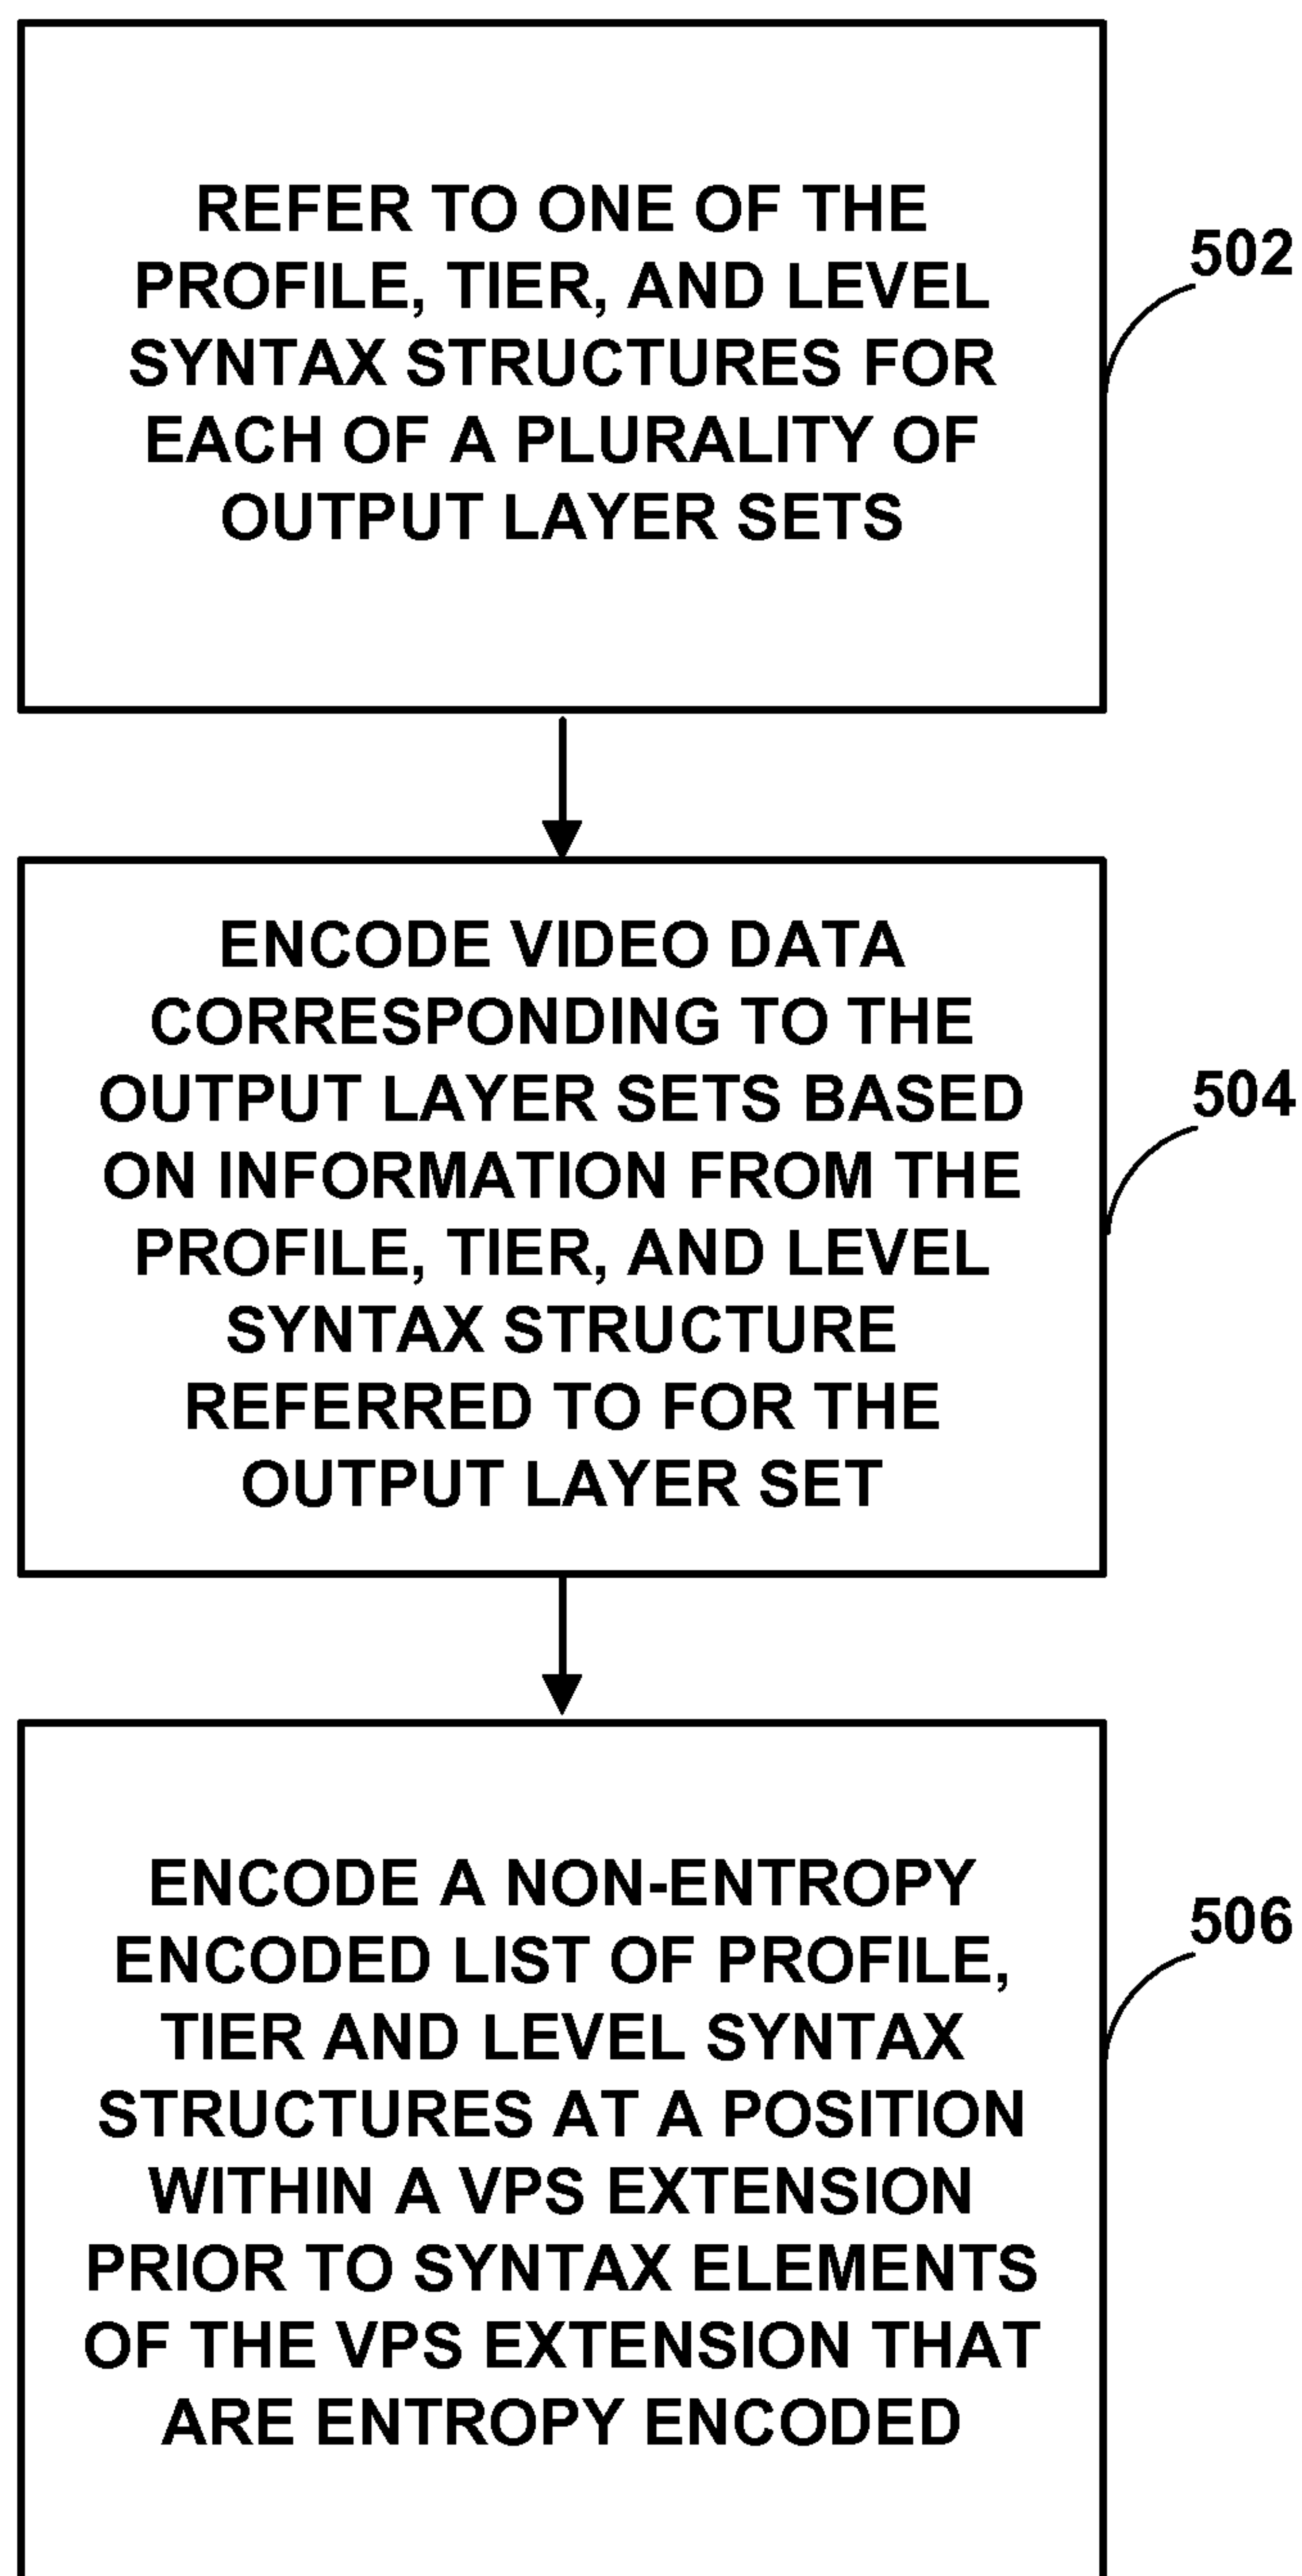 REFER TO ONE OF THE
PROFILE, TIER, AND LEVEL
SYNTAX STRUCTURES FOR
EACH OF A PLURALITY OF
OUTPUT LAYER SETS
502
ENCODE VIDEO DATA
CORRESPONDING TO THE
OUTPUT LAYER SETS BASED
ON INFORMATION FROM THE
PROFILE, TIER, AND LEVEL
SYNTAX STRUCTURE
REFERRED TO FOR THE
OUTPUT LAYER SET
504
ENCODE A NON-ENTROPY
ENCODED LIST OF PROFILE,
TIER AND LEVEL SYNTAX
STRUCTURES AT A POSITION
WITHIN A VPS EXTENSION
PRIOR TO SYNTAX ELEMENTS
OF THE VPS EXTENSION THAT
ARE ENTROPY ENCODED
506